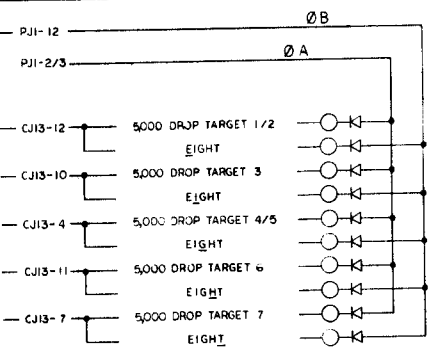 ØB
PJ1-12
ØA
PJ1-2/3
CJ13-12 5,000 DROP TARGET 1/2
EIGHT
CJ13-10 5,000 DROP TARGET 3
EIGHT
CJ13-4 5,000 DROP TARGET 4/5
EIGHT
CJ13-11 5,000 DROP TARGET 6
EIGHT
CJ13-7 5,000 DROP TARGET 7
EIGHT